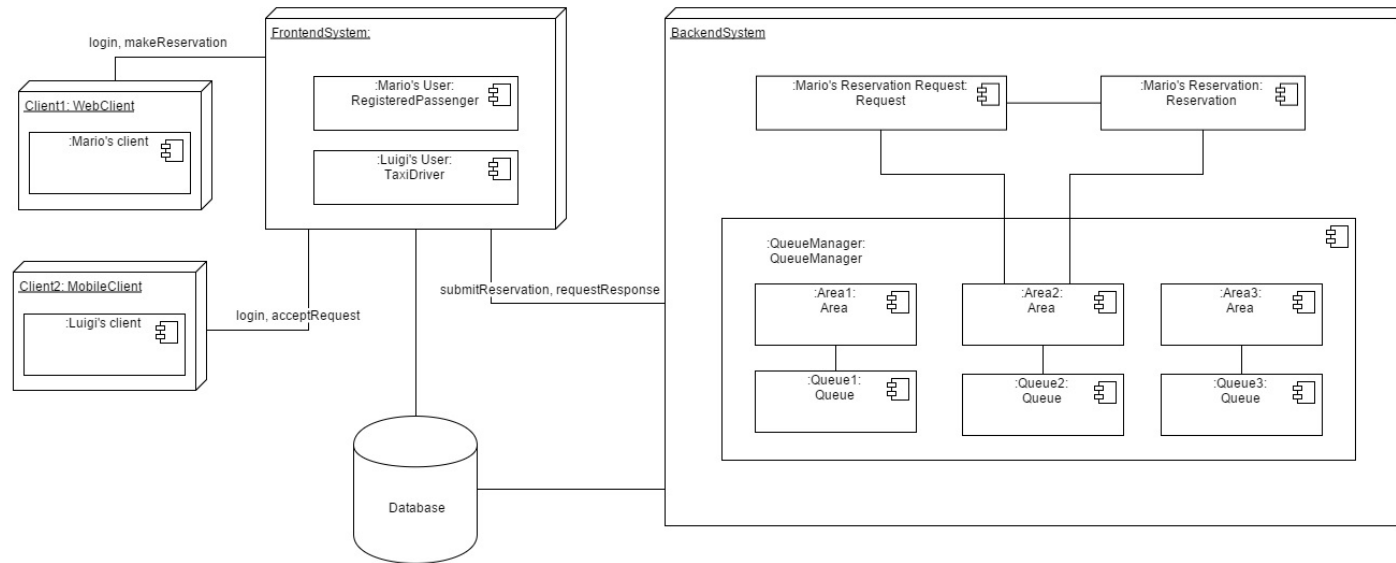 login, makeReservation
FrontendSystem:
BackendSystem
:Mario's User:
RegisteredPassenger
:Mario's Reservation Request:
Request
:Mario's Reservation:
Reservation
Client1: WebClient
:Mario's client
:Luigi's User:
TaxiDriver
:QueueManager:
QueueManager
Client2: MobileClient
:Luigi's client
login, acceptRequest
submitReservation, requestResponse
:Area1:
Area
:Area2:
Area
:Area3:
Area
:Queue1:
Queue
:Queue2:
Queue
:Queue3:
Queue
Database